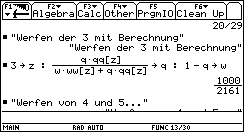 F1 F2 F3 F4 F5 F6
Algebra Calc Other PrgmIO Clean Up
20/29
"Werfen der 3 mit Berechnung"
"Werfen der 3 mit Berechnung"
3→z : q·qq[z] / (w·ww[z]+q·qq[z]) →q : 1-q→w
1000
2161
"Werfen von 4 und 5..."
MAIN RAD AUTO FUNC 13/30